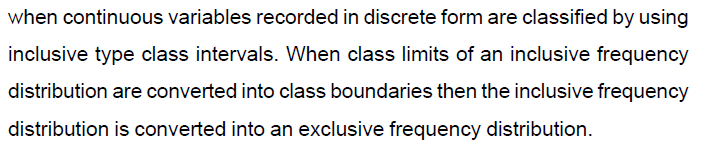 when continuous variables recorded in discrete form are classified by using
inclusive type class intervals. When class limits of an inclusive frequency
distribution are converted into class boundaries then the inclusive frequency
distribution is converted into an exclusive frequency distribution.